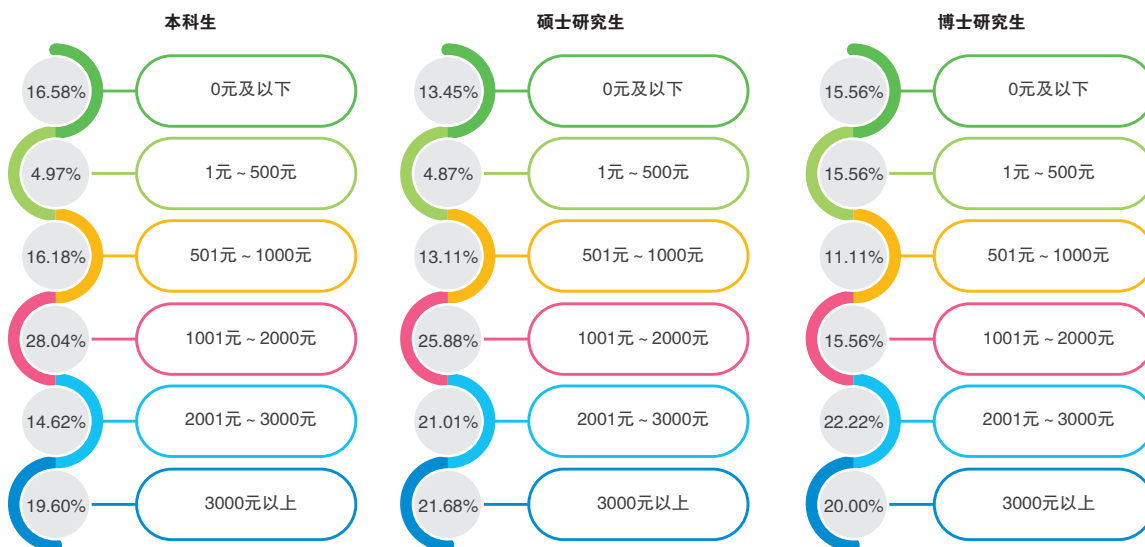 本科生
16.58% 0元及以下
4.97% 1元 ~ 500元
16.18% 501元 ~ 1000元
28.04% 1001元 ~ 2000元
14.62% 2001元 ~ 3000元
19.60% 3000元以上
硕士研究生
13.45% 0元及以下
4.87% 1元 ~ 500元
13.11% 501元 ~ 1000元
25.88% 1001元 ~ 2000元
21.01% 2001元 ~ 3000元
21.68% 3000元以上
博士研究生
15.56% 0元及以下
15.56% 1元 ~ 500元
11.11% 501元 ~ 1000元
15.56% 1001元 ~ 2000元
22.22% 2001元 ~ 3000元
20.00% 3000元以上